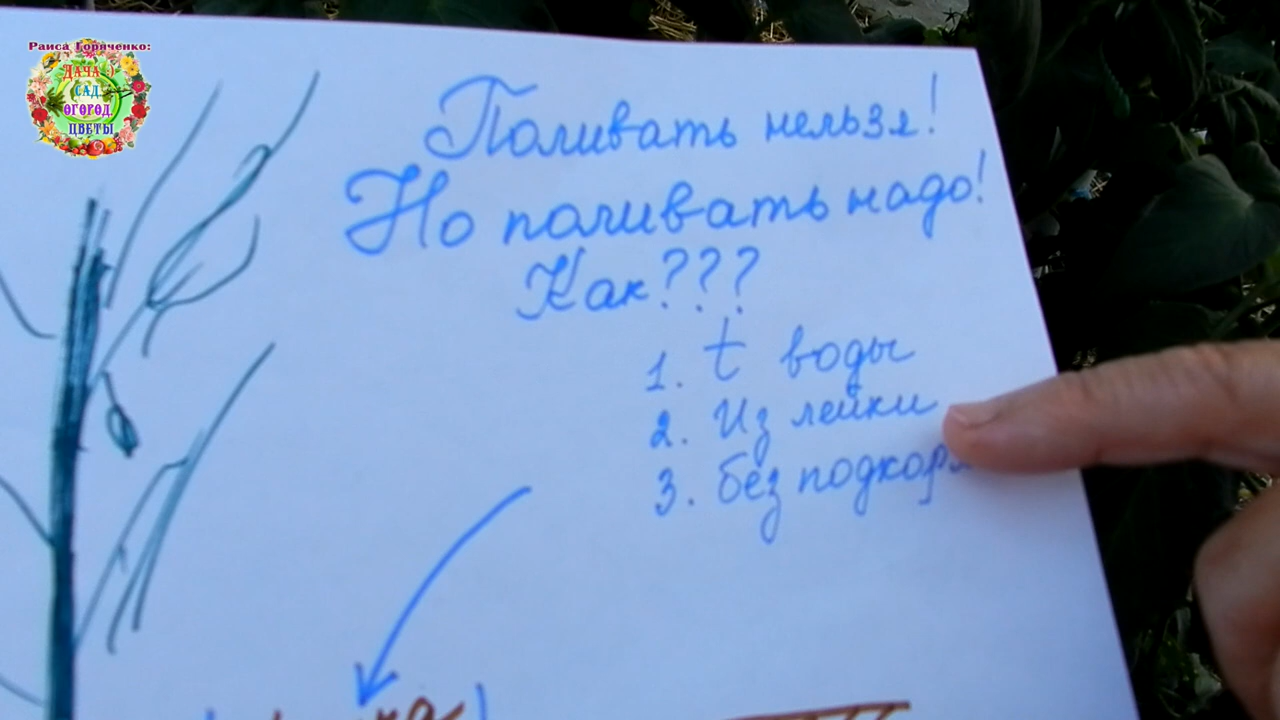 Раиса Горяченко:
Дача :)
сад
огород,
цветы
Поливать нельзя!
Но поливать надо!
Как???
1. t воды
2. Из лейки
3. без